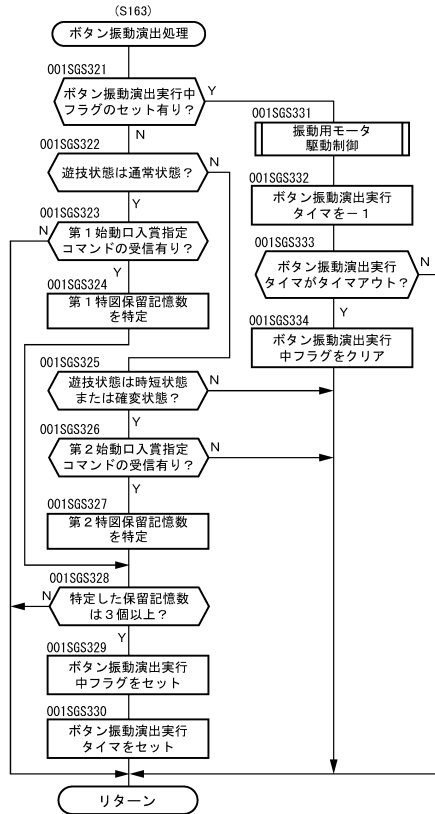 (S163)
ボタン振動演出処理
001SGS321
ボタン振動演出実行中
フラグのセット有り？
Y
N
001SGS322
遊技状態は通常状態？
N
Y
001SGS323
N
第１始動口入賞指定
コマンドの受信有り？
Y
001SGS324
第１特図保留記憶数
を特定
001SGS325
遊技状態は時短状態
または確変状態？
N
Y
001SGS326
第２始動口入賞指定
コマンドの受信有り？
N
Y
001SGS327
第２特図保留記憶数
を特定
001SGS328
N
特定した保留記憶数
は３個以上？
Y
001SGS329
ボタン振動演出実行
中フラグをセット
001SGS330
ボタン振動演出実行
タイマをセット
リターン
001SGS331
振動用モータ
駆動制御
001SGS332
ボタン振動演出実行
タイマを－１
001SGS333
ボタン振動演出実行
タイマがタイムアウト？
N
Y
001SGS334
ボタン振動演出実行
中フラグをクリア